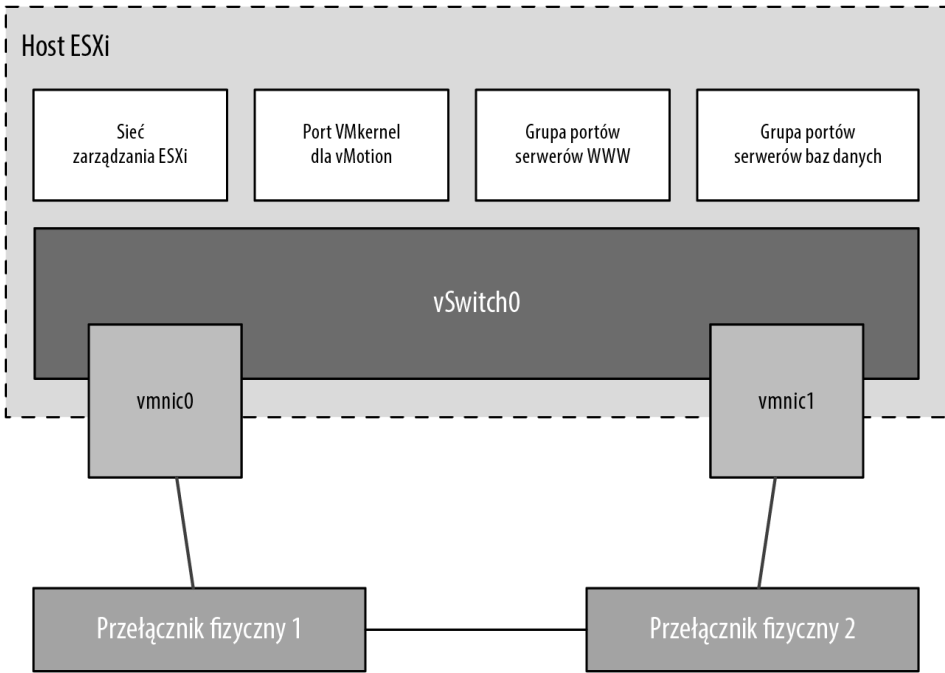 Host ESXi
Sieć
zarządzania ESXi
Port VMkernel
dla vMotion
Grupa portów
serwerów WWW
Grupa portów
serwerów baz danych
vSwitch0
vmnic0
vmnic1
Przełącznik fizyczny 1
Przełącznik fizyczny 2